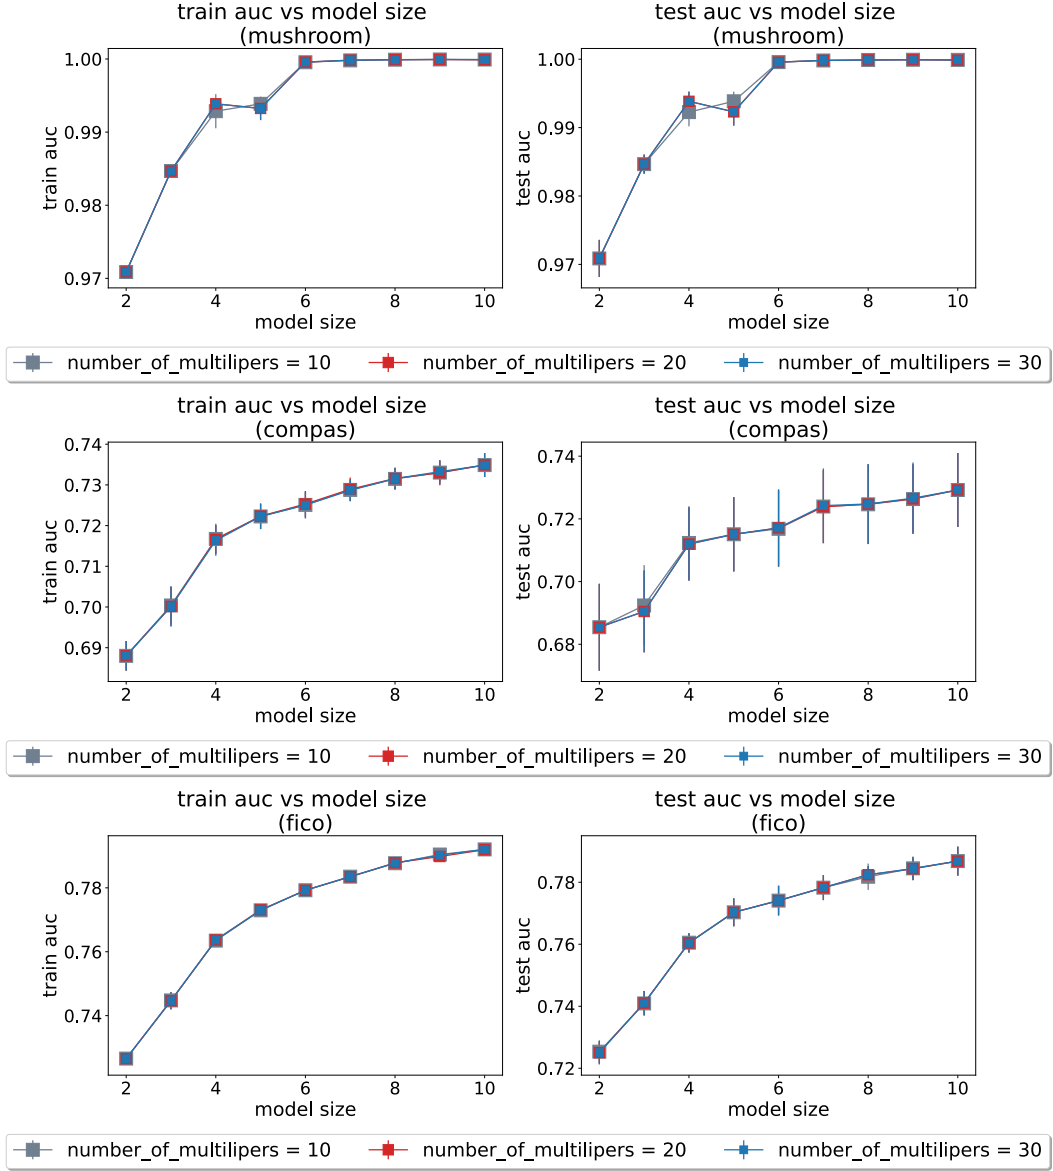 train auc vs model size
(mushroom)
test auc vs model size
(mushroom)
1.00
0.99
0.98
0.97
train auc
2
4
6
8
10
model size
1.00
0.99
0.98
0.97
test auc
2
4
6
8
10
model size
number_of_multilipers = 10
number_of_multilipers = 20
number_of_multilipers = 30
train auc vs model size
(compas)
test auc vs model size
(compas)
0.74
0.73
0.72
0.71
0.70
0.69
train auc
2
4
6
8
10
model size
0.74
0.72
0.70
0.68
test auc
2
4
6
8
10
model size
number_of_multilipers = 10
number_of_multilipers = 20
number_of_multilipers = 30
train auc vs model size
(fico)
test auc vs model size
(fico)
0.78
0.76
0.74
train auc
2
4
6
8
10
model size
0.78
0.76
0.74
0.72
test auc
2
4
6
8
10
model size
number_of_multilipers = 10
number_of_multilipers = 20
number_of_multilipers = 30